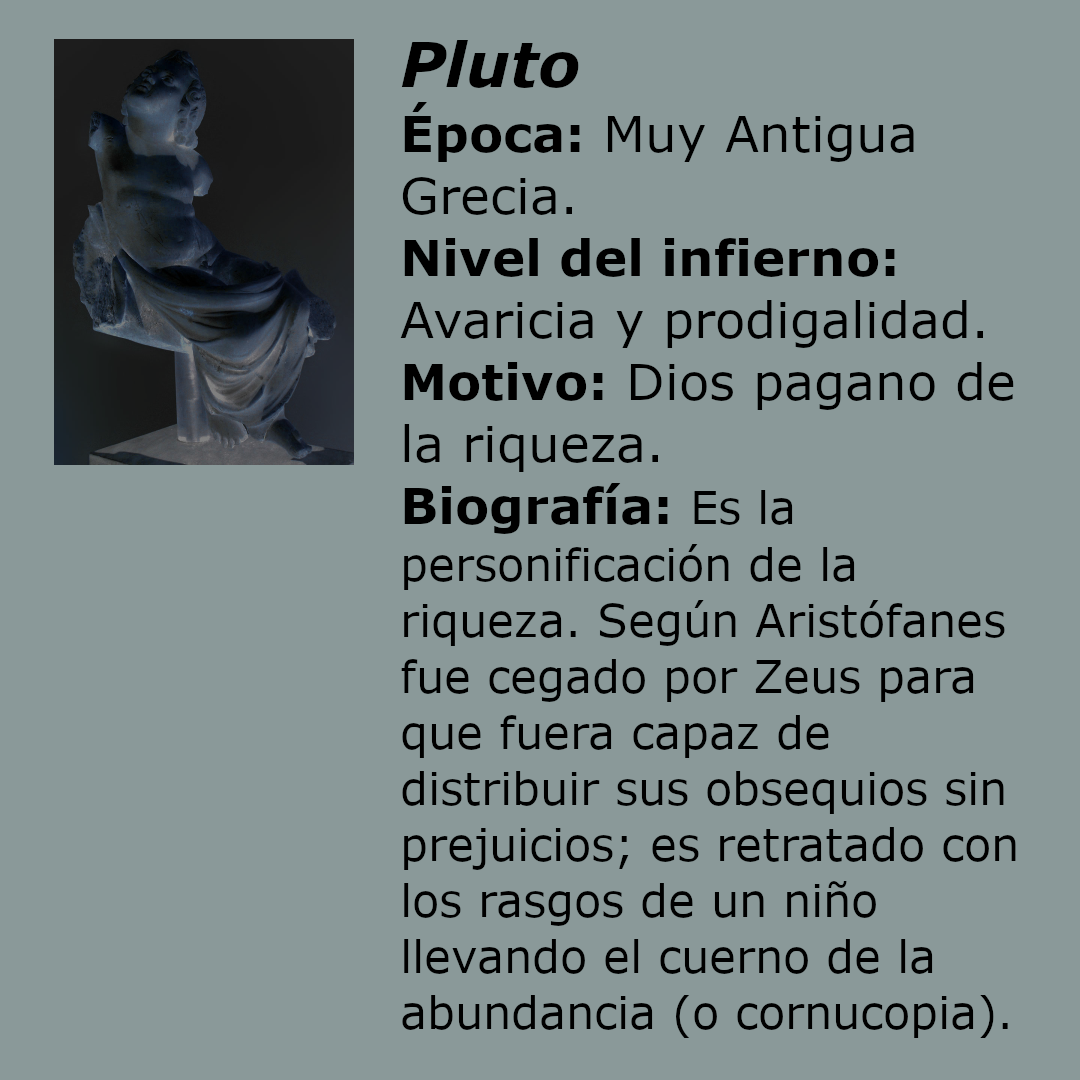 Pluto
Época: Muy Antigua
Grecia.
Nivel del infierno:
Avaricia y prodigalidad.
Motivo: Dios pagano de
la riqueza.
Biografía: Es la
personificación de la
riqueza. Según Aristófanes
fue cegado por Zeus para
que fuera capaz de
distribuir sus obsequios sin
prejuicios; es retratado con
los rasgos de un niño
llevando el cuerno de la
abundancia (o cornucopia).